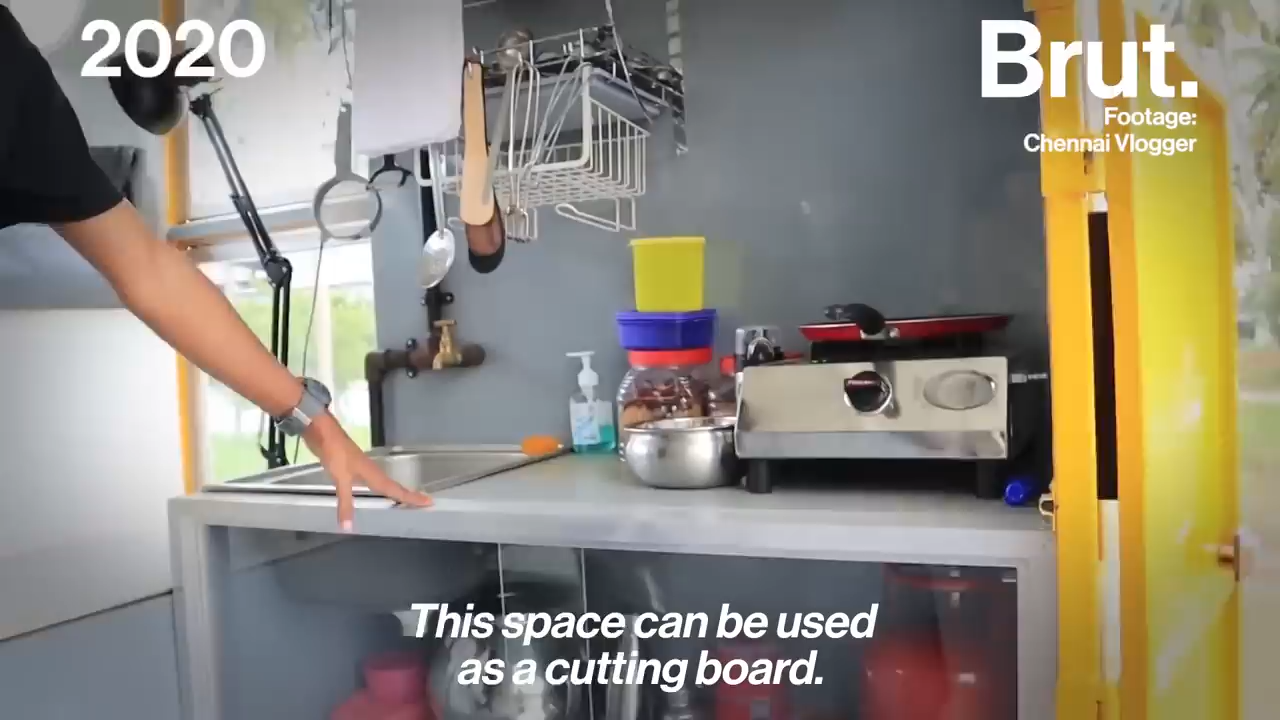 2020
Brut.
Footage:
Chennai Vlogger
This space can be used
as a cutting board.